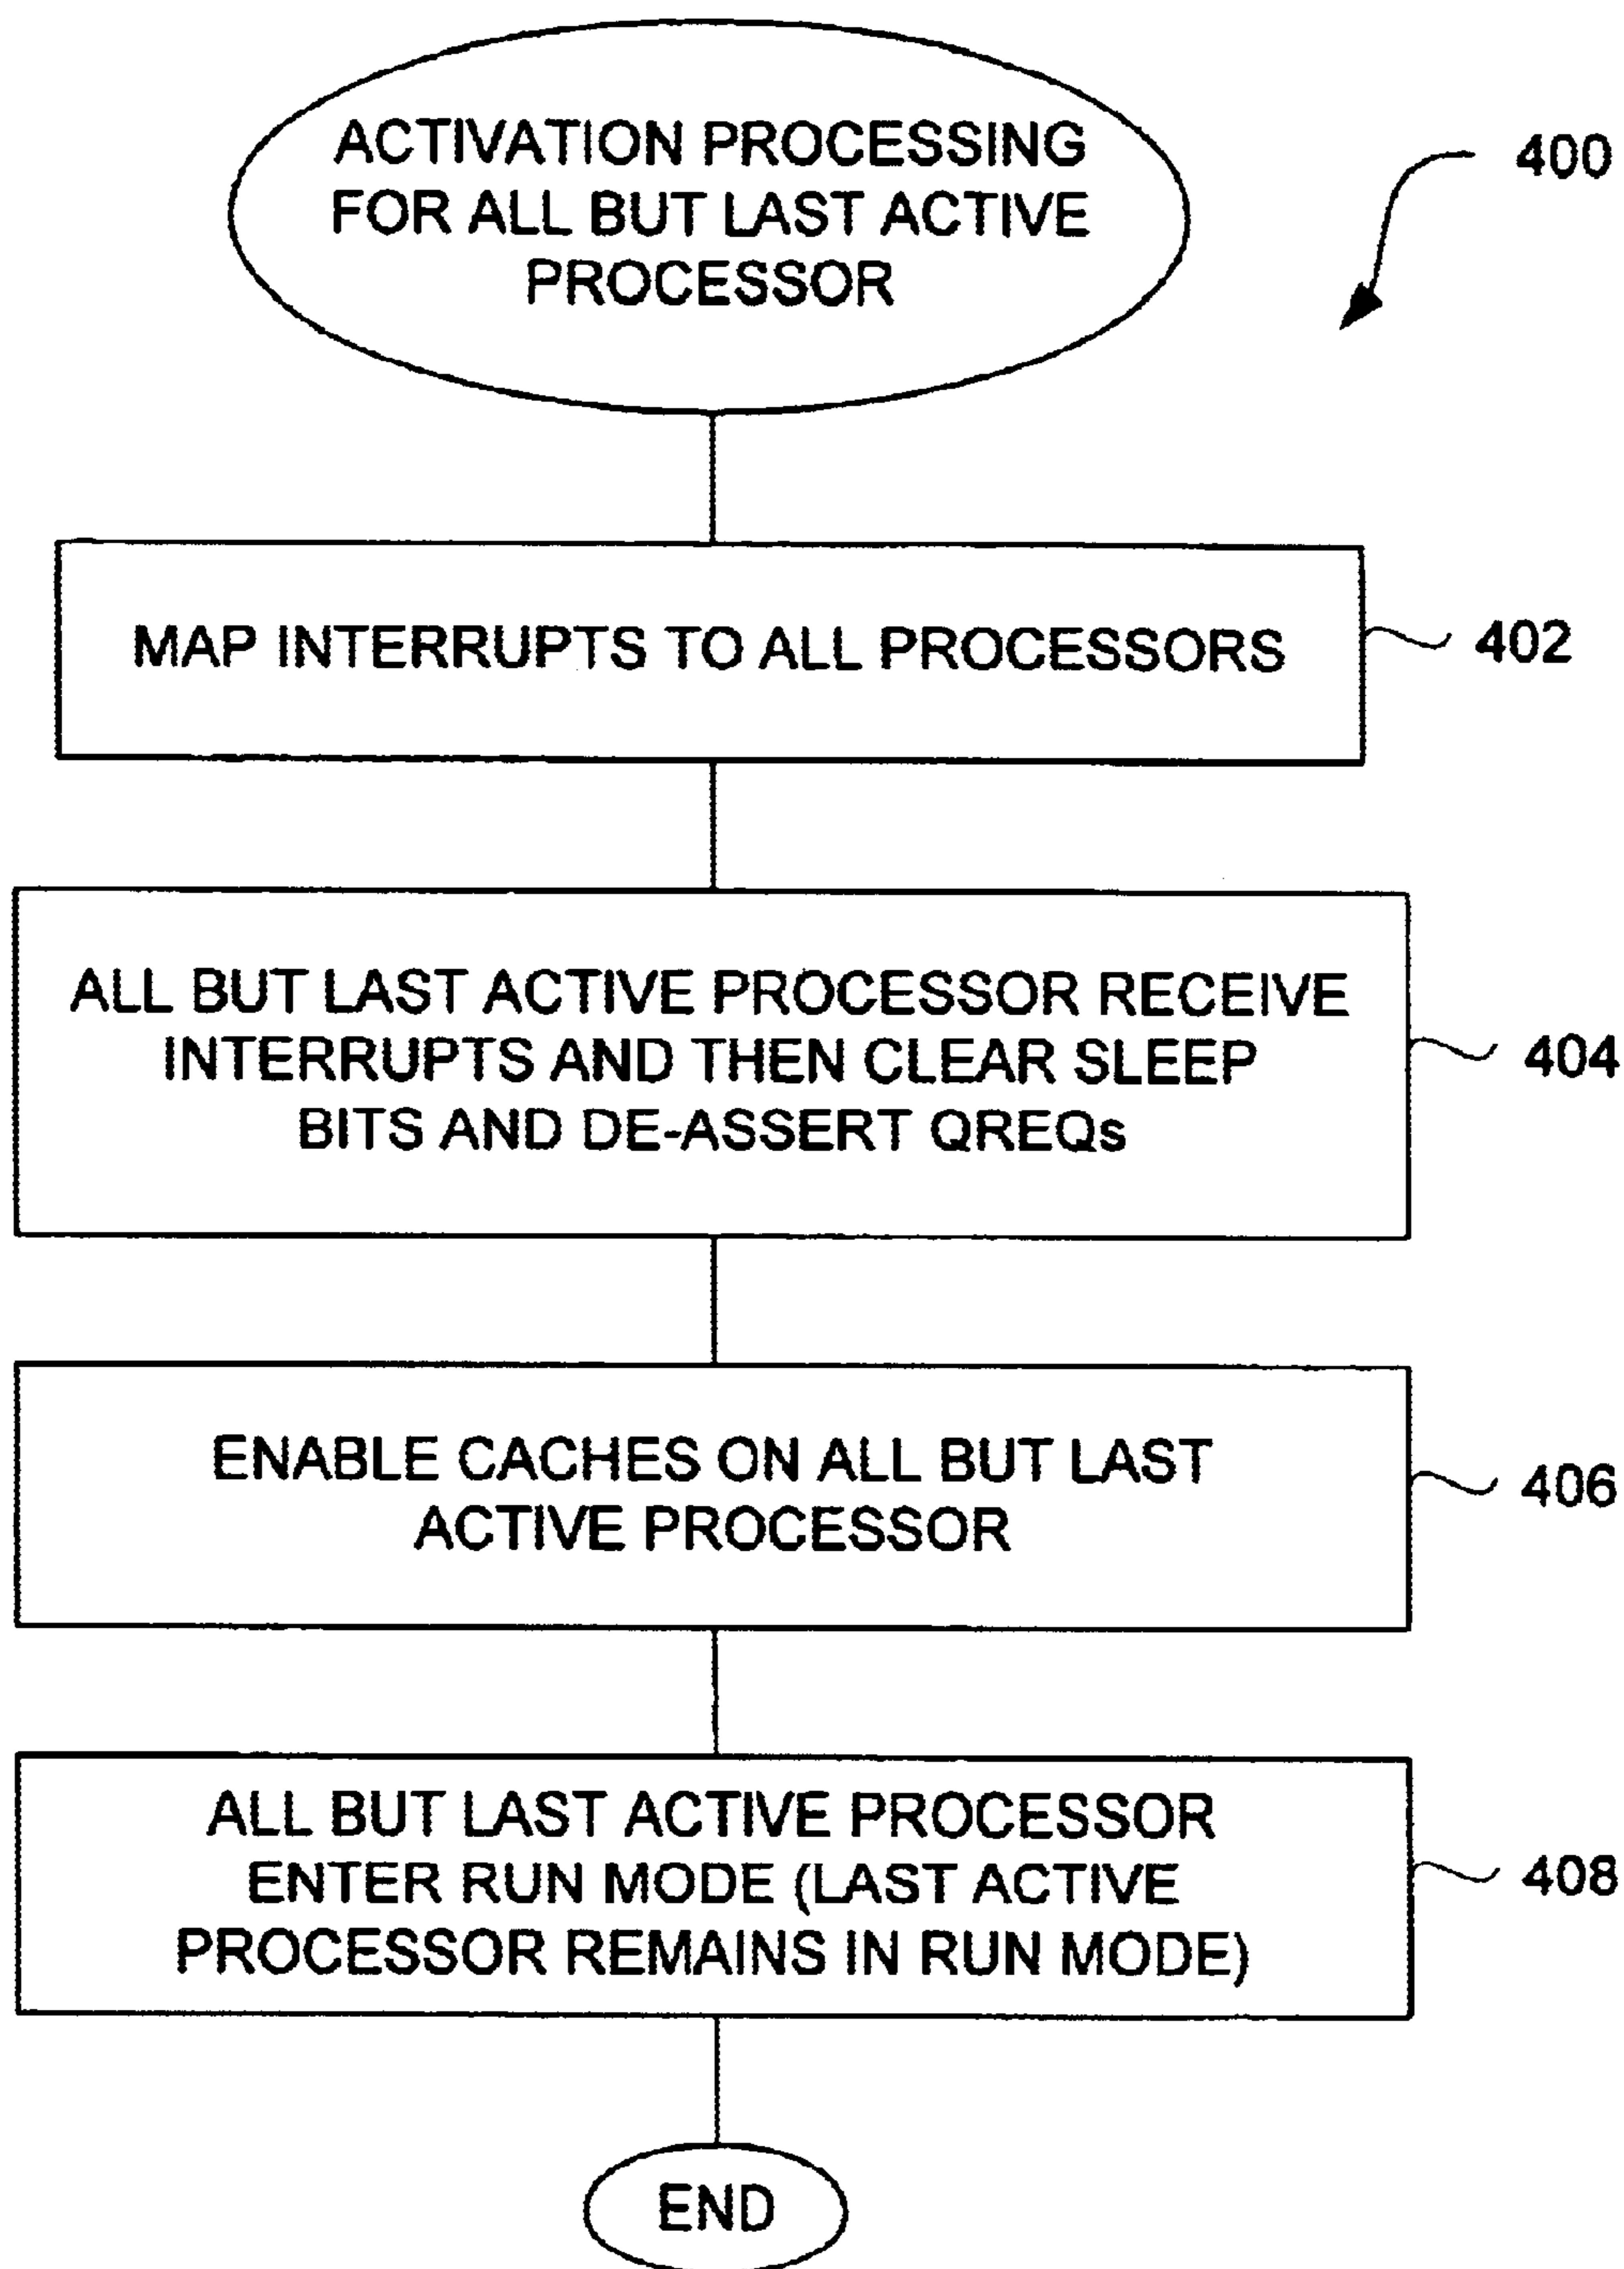 ACTIVATION PROCESSING
FOR ALL BUT LAST ACTIVE
PROCESSOR
400
MAP INTERRUPTS TO ALL PROCESSORS
402
ALL BUT LAST ACTIVE PROCESSOR RECEIVE
INTERRUPTS AND THEN CLEAR SLEEP
BITS AND DE-ASSERT QREQs
404
ENABLE CACHES ON ALL BUT LAST
ACTIVE PROCESSOR
406
ALL BUT LAST ACTIVE PROCESSOR
ENTER RUN MODE (LAST ACTIVE
PROCESSOR REMAINS IN RUN MODE)
408
END